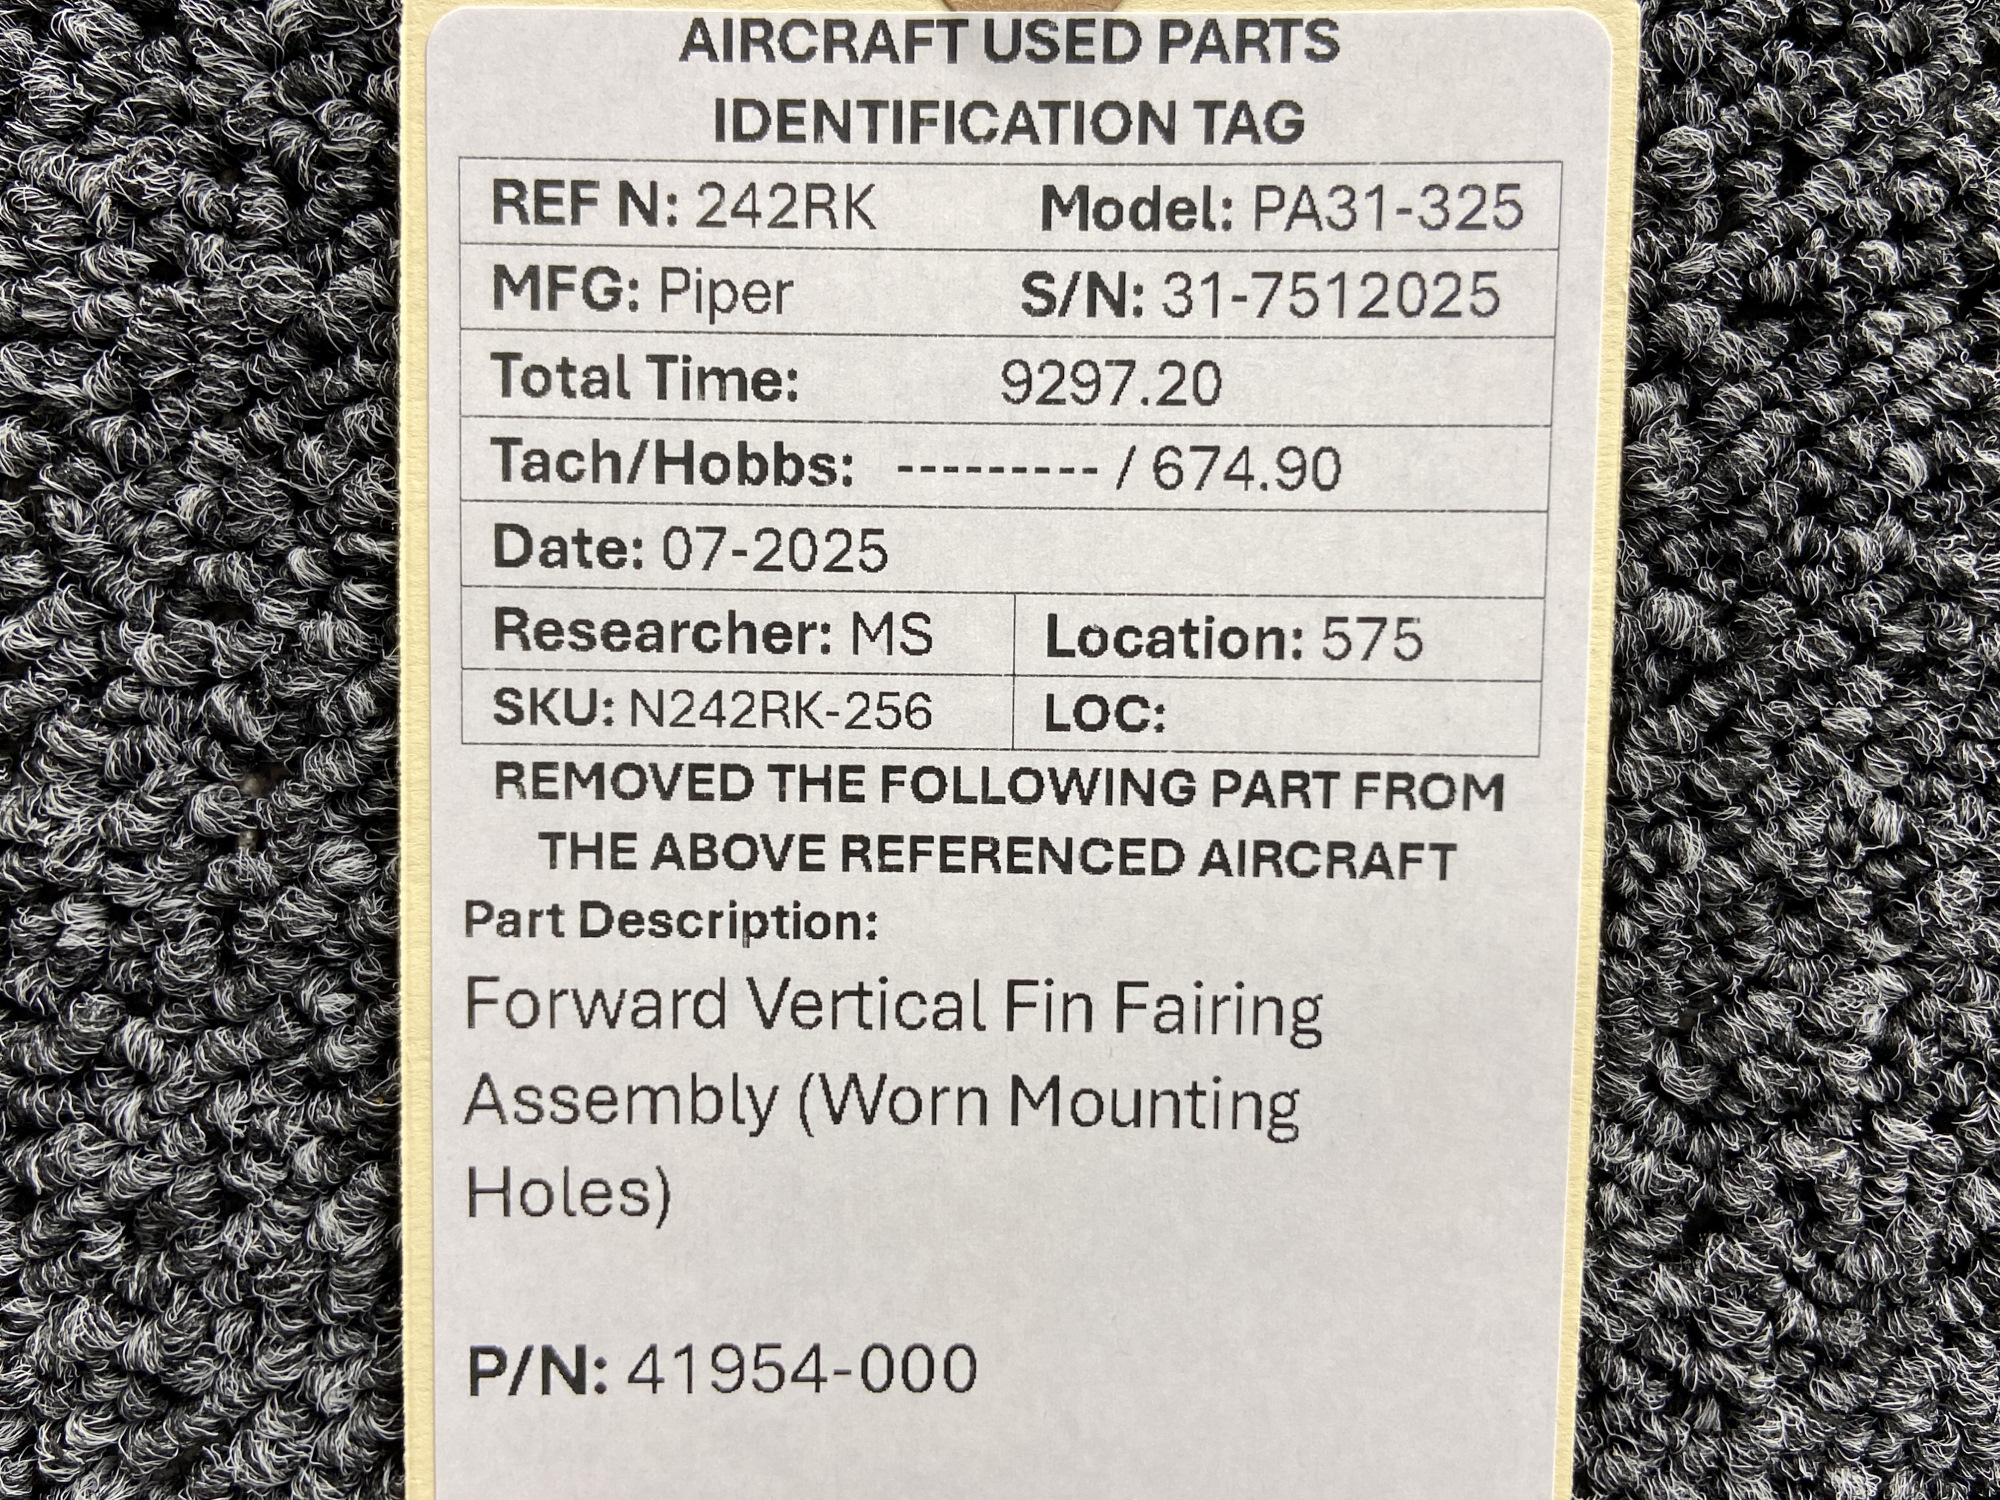 AIRCRAFT USED PARTS
IDENTIFICATION TAG
REF N: 242RK Model: PA31-325
MFG: Piper S/N: 31-7512025
Total Time: 9297.20
Tach/Hobbs: --------- / 674.90
Date: 07-2025
Researcher: MS Location: 575
SKU: N242RK-256 LOC:
REMOVED THE FOLLOWING PART FROM
THE ABOVE REFERENCED AIRCRAFT
Part Description:
Forward Vertical Fin Fairing
Assembly (Worn Mounting
Holes)
P/N: 41954-000